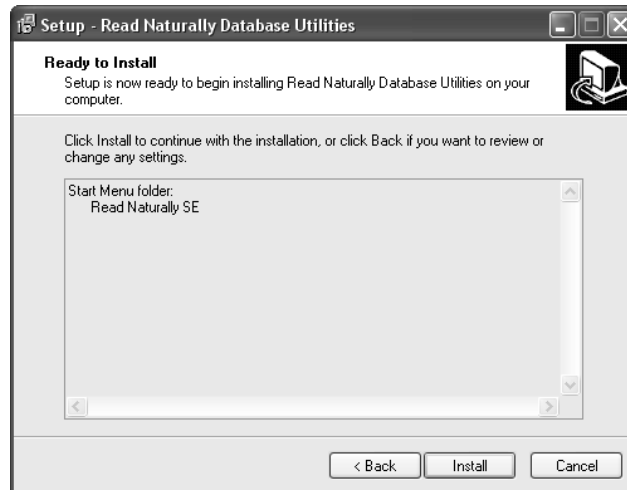 Setup - Read Naturally Database Utilities
Ready to Install
Setup is now ready to begin installing Read Naturally Database Utilities on your
computer.
Click Install to continue with the installation, or click Back if you want to review or
change any settings.
Start Menu folder:
Read Naturally SE
< Back
Install
Cancel